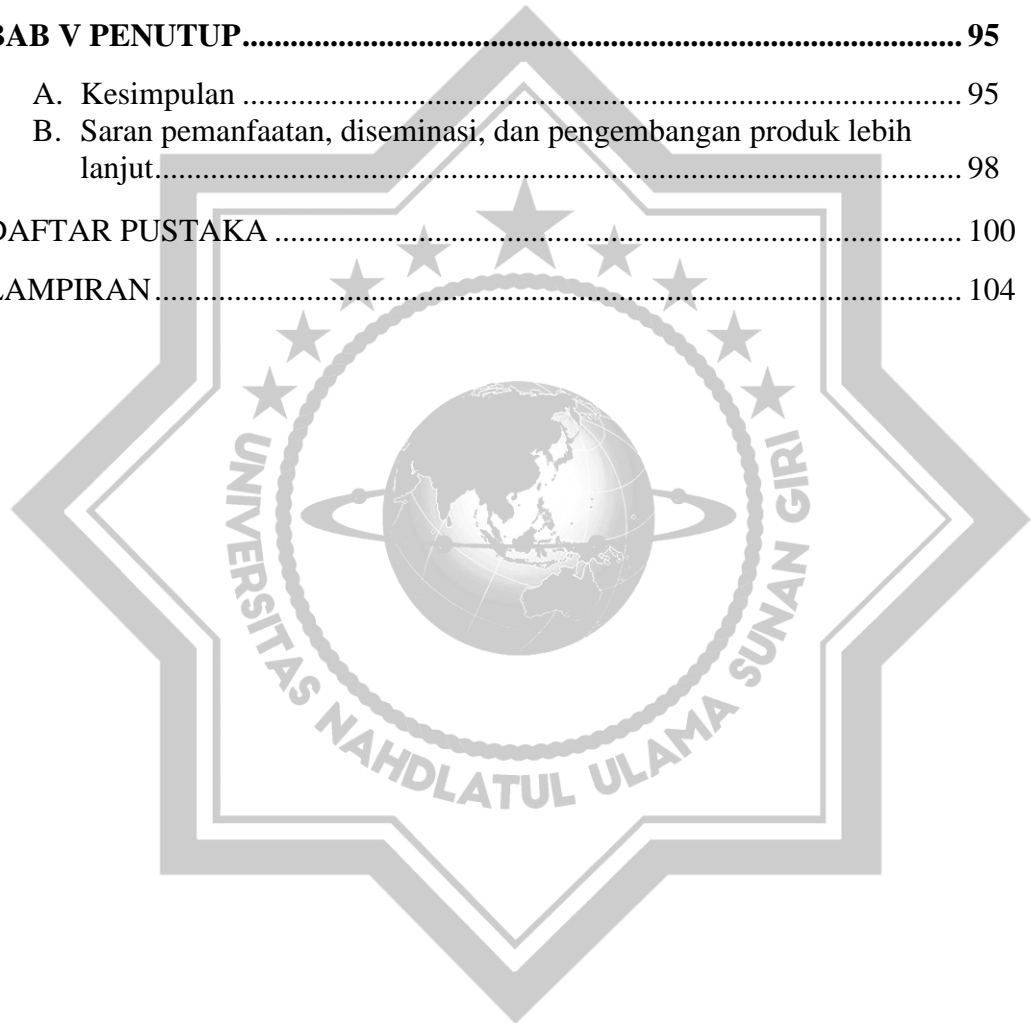 BAB V PENUTUP.......................................................................................... 95
A. Kesimpulan .......................................................................................... 95
B. Saran pemanfaatan, diseminasi, dan pengembangan produk lebih
lanjut..................................................................................................... 98
DAFTAR PUSTAKA ...................................................................................... 100
LAMPIRAN..................................................................................................... 104
UNIVERSITAS NAHDLATUL ULAMA SUNAN GIRI